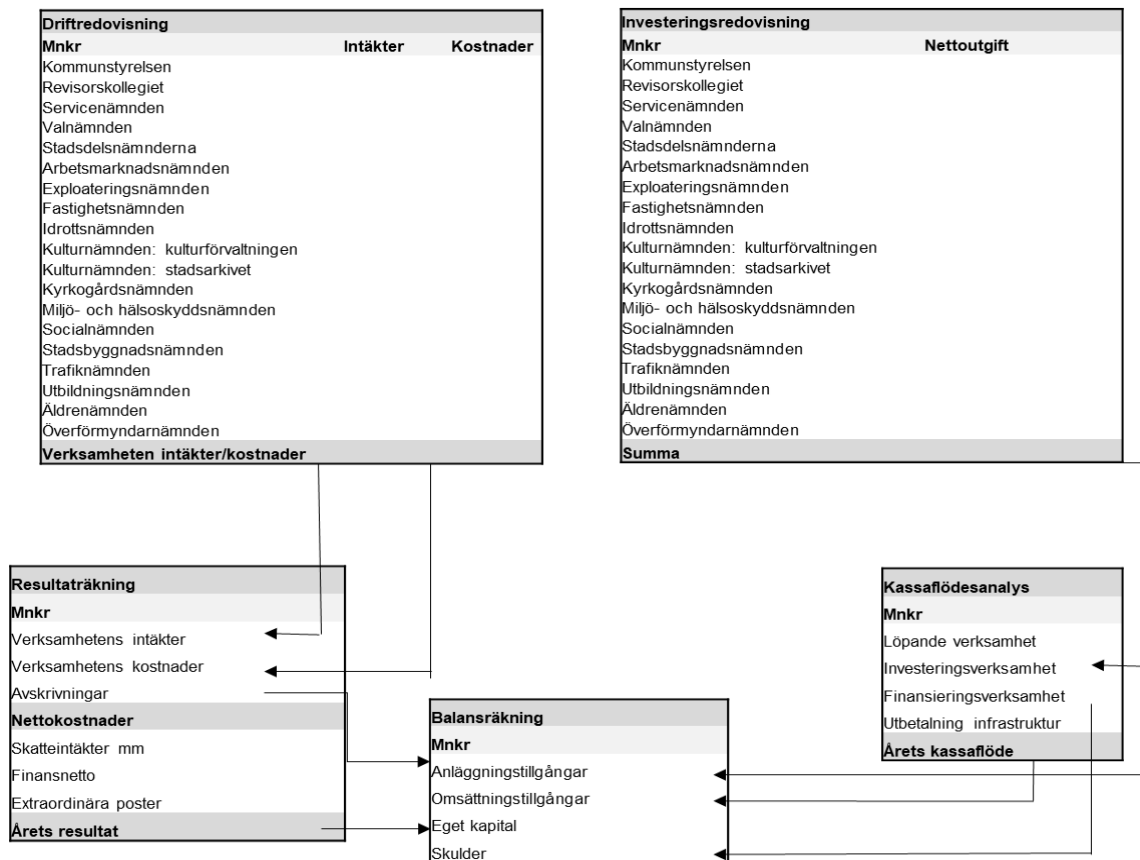 Driftredovisning
Mnkr Intäkter Kostnader
Kommunstyrelsen
Revisorskollegiet
Servicenämnden
Valnämnden
Stadsdelsnämnderna
Arbetsmarknadsnämnden
Exploateringsnämnden
Fastighetsnämnden
Idrottsnämnden
Kulturnämnden: kulturförvaltningen
Kulturnämnden: stadsarkivet
Kyrkogårdsnämnden
Miljö- och hälsoskyddsnämnden
Socialnämnden
Stadsbyggnadsnämnden
Trafiknämnden
Utbildningsnämnden
Äldrenämnden
Överförmyndarnämnden
Verksamheten intäkter/kostnader
Investeringsredovisning
Mnkr Nettoutgift
Kommunstyrelsen
Revisorskollegiet
Servicenämnden
Valnämnden
Stadsdelsnämnderna
Arbetsmarknadsnämnden
Exploateringsnämnden
Fastighetsnämnden
Idrottsnämnden
Kulturnämnden: kulturförvaltningen
Kulturnämnden: stadsarkivet
Kyrkogårdsnämnden
Miljö- och hälsoskyddsnämnden
Socialnämnden
Stadsbyggnadsnämnden
Trafiknämnden
Utbildningsnämnden
Äldrenämnden
Överförmyndarnämnden
Summa
Resultaträkning
Mnkr
Verksamhetens intäkter
Verksamhetens kostnader
Avskrivningar
Nettokostnader
Skatteintäkter mm
Finansnetto
Extraordinära poster
Årets resultat
Balansräkning
Mnkr
Anläggningstillgångar
Omsättningstillgångar
Eget kapital
Skulder
Kassaflödesanalys
Mnkr
Löpande verksamhet
Investeringsverksamhet
Finansieringsverksamhet
Utbetalning infrastruktur
Årets kassaflöde